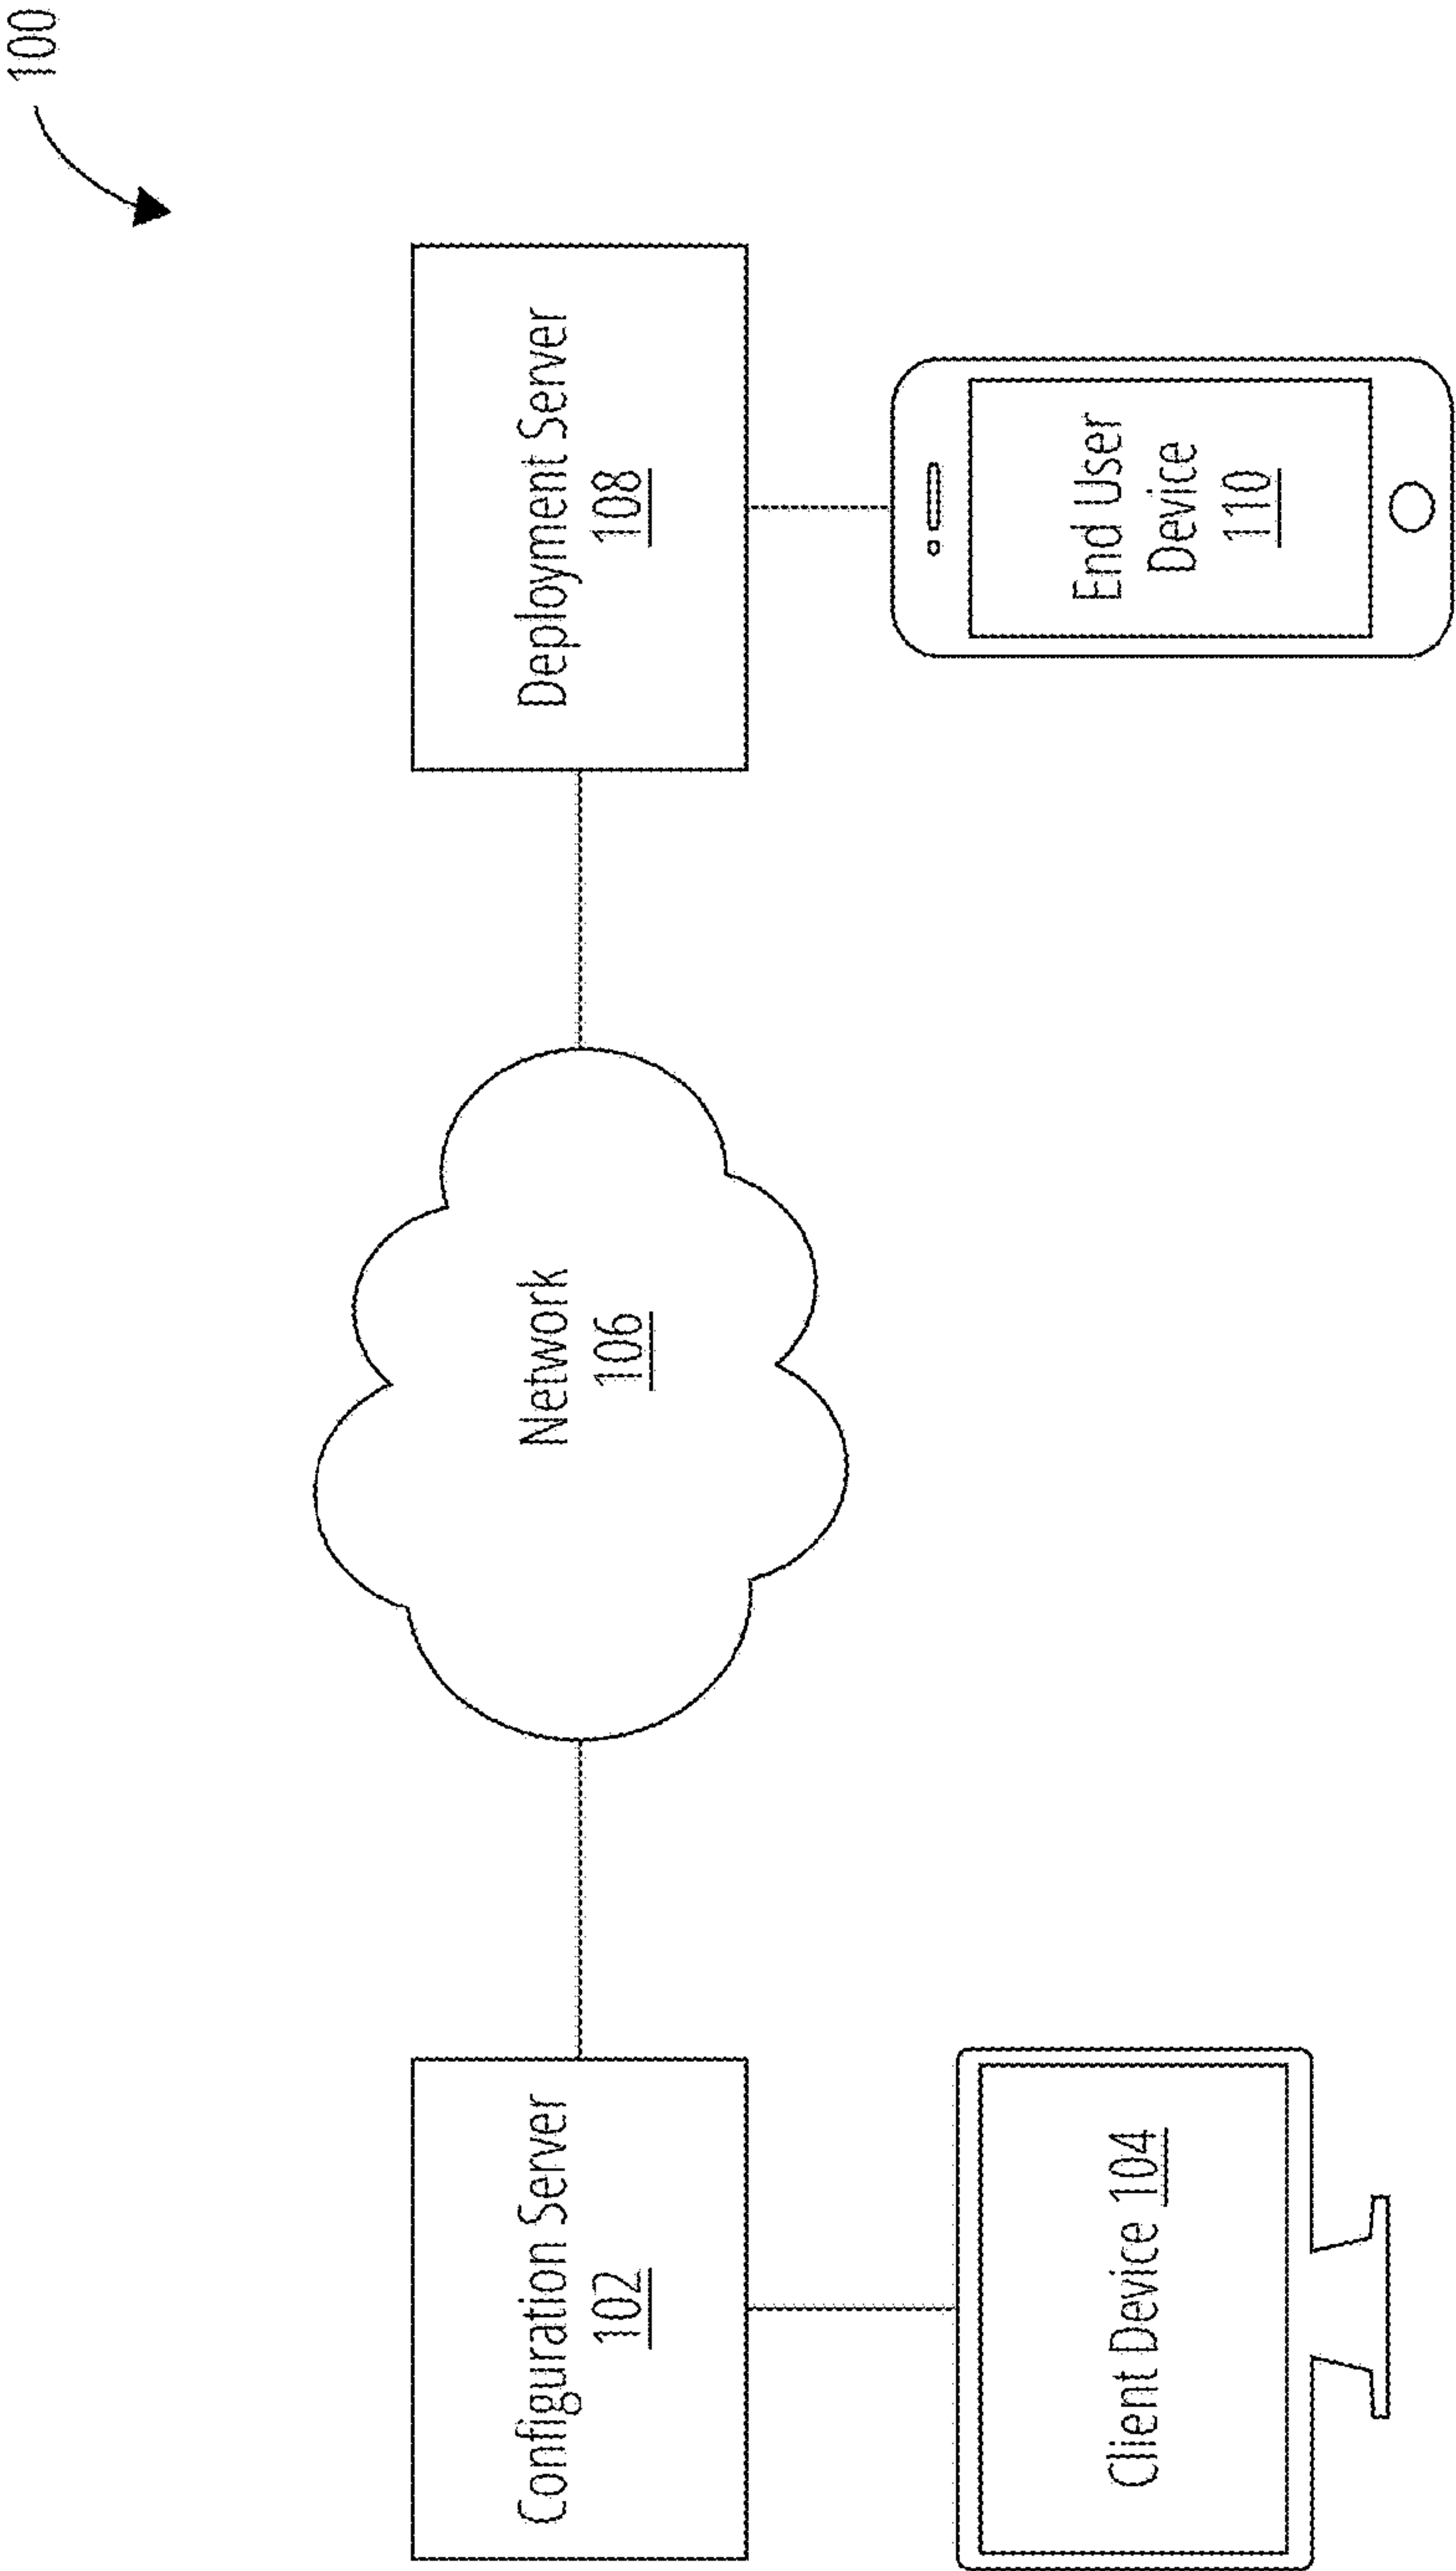 100
Configuration Server
102
Network
106
Deployment Server
108
Client Device 104
End User
Device
110